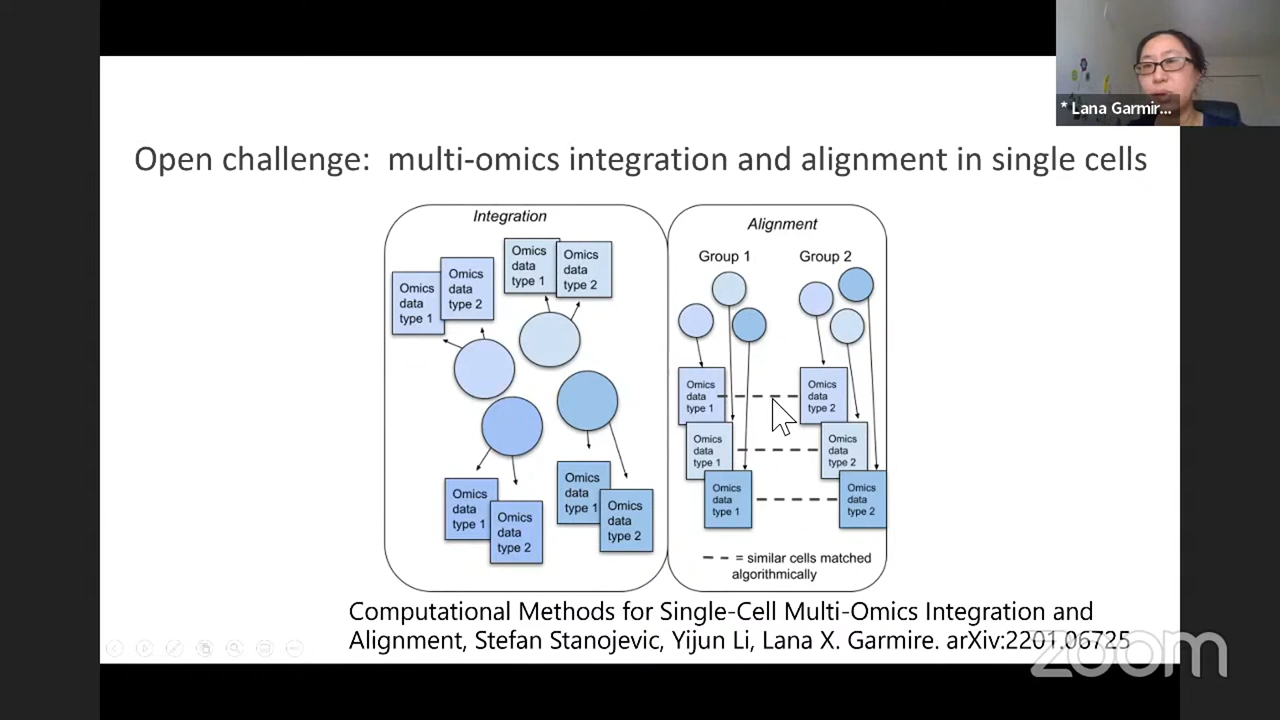 * Lana Garmir...
Open challenge: multi-omics integration and alignment in single cells
Integration
Omics
data
type 1
Omics
data
type 2
Omics
data
type 1
Omics
data
type 2
Omics
data
type 1
Omics
data
type 2
Omics
data
type 1
Omics
data
type 2
Alignment
Group 1
Group 2
Omics
data
type 1
Omics
data
type 2
Omics
data
type 1
Omics
data
type 2
Omics
data
type 1
Omics
data
type 2
= similar cells matched
algorithmically
Computational Methods for Single-Cell Multi-Omics Integration and
Alignment, Stefan Stanojevic, Yijun Li, Lana X. Garmire. arXiv:2201.06725
zoom